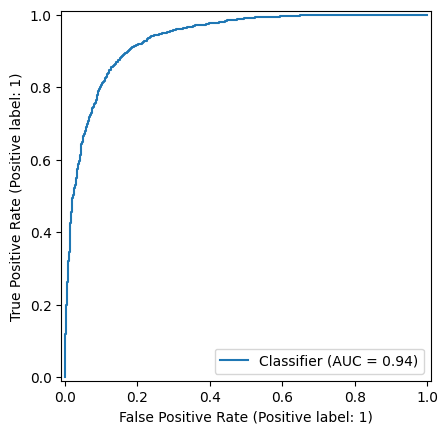 1.0
0.8
0.6
0.4
0.2
0.0
True Positive Rate (Positive label: 1)
Classifier (AUC = 0.94)
0.0 0.2 0.4 0.6 0.8 1.0
False Positive Rate (Positive label: 1)